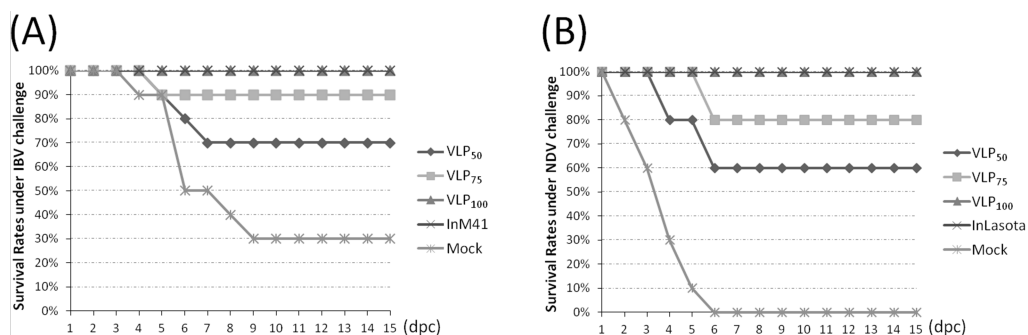 (A)
Survival Rates under IBV challenge
100%
90%
80%
70%
60%
50%
40%
30%
20%
10%
0%
1 2 3 4 5 6 7 8 9 10 11 12 13 14 15 (dpc)
VLP50
VLP75
VLP100
InM41
Mock
(B)
Survival Rates under NDV challenge
100%
90%
80%
70%
60%
50%
40%
30%
20%
10%
0%
1 2 3 4 5 6 7 8 9 10 11 12 13 14 15 (dpc)
VLP50
VLP75
VLP100
InLasota
Mock